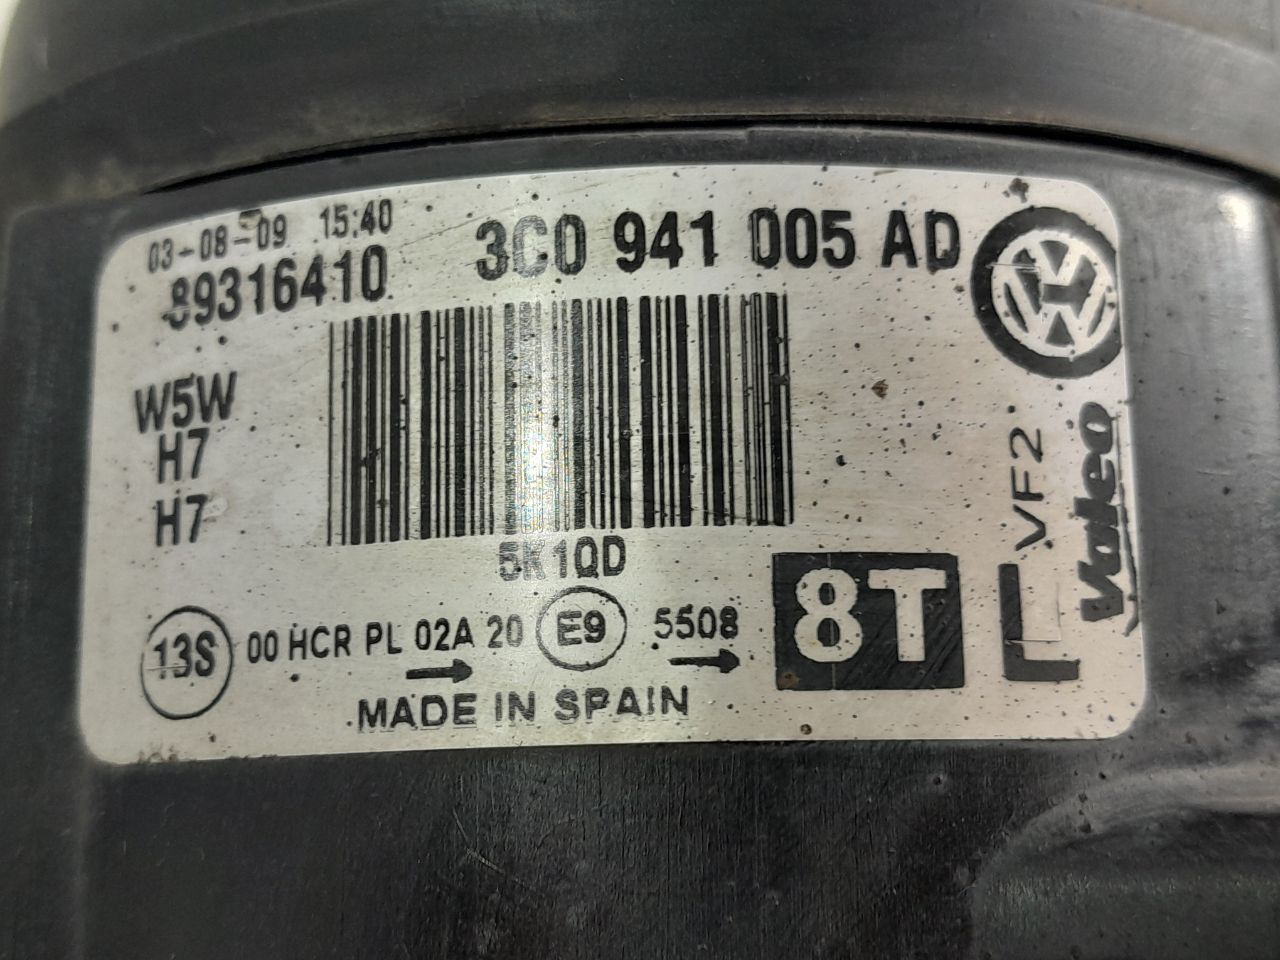 03-08-09 15:40
89316410
3C0 941 005 AD
W5W
H7
H7
5K1QD
VF2
Valeo
13S 00 HCR PL 02A 20 E9 5508
8T L
MADE IN SPAIN